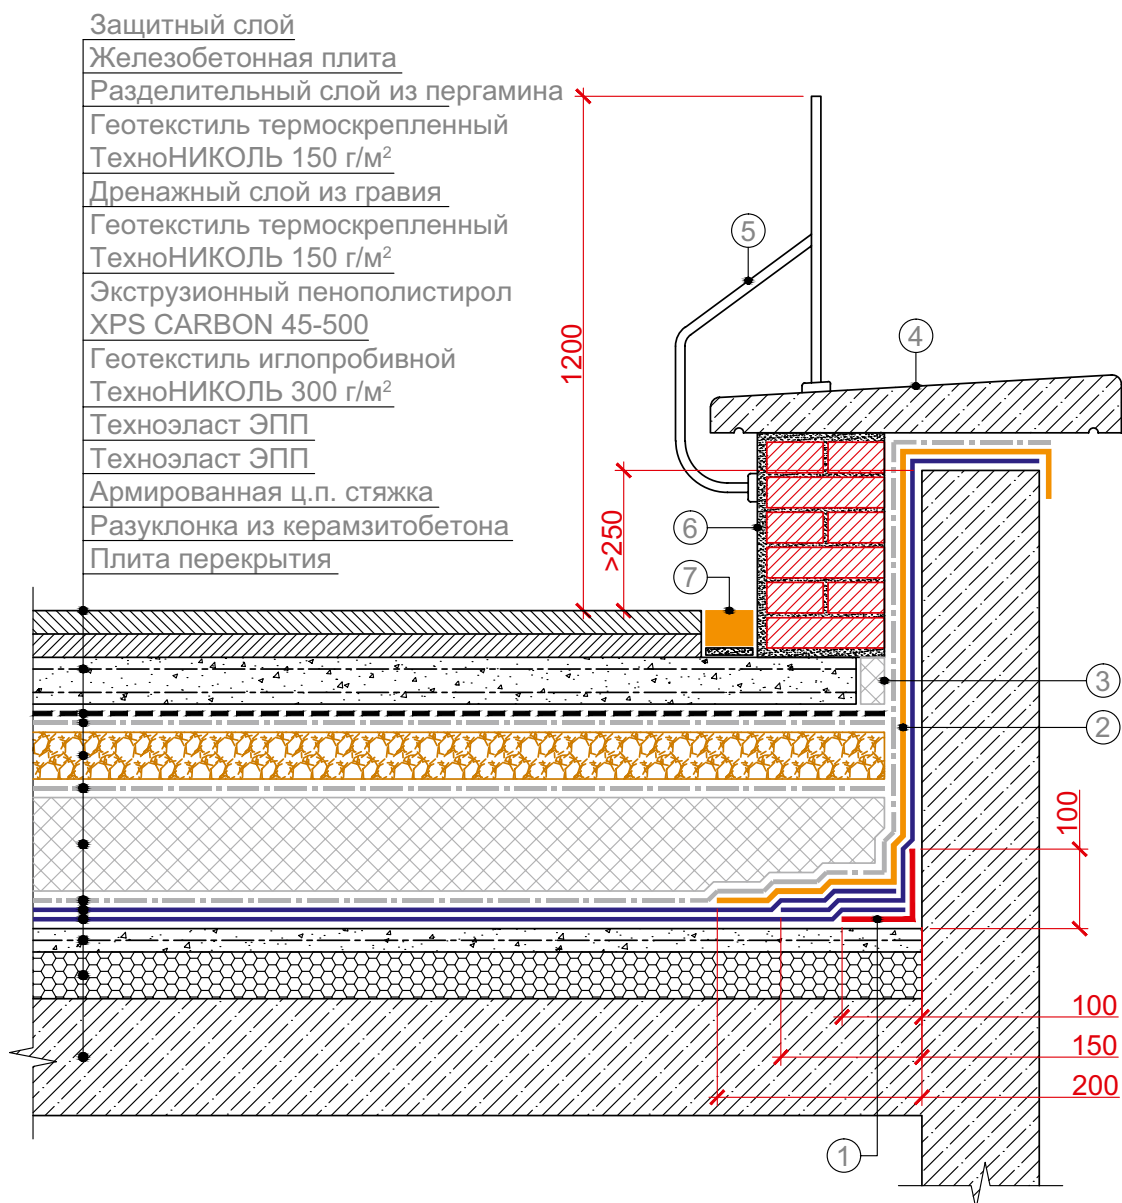 Защитный слой
Железобетонная плита
Разделительный слой из пергамина
Геотекстиль термоскрепленный
ТехноНИКОЛЬ 150 г/м²
Дренажный слой из гравия
Геотекстиль термоскрепленный
ТехноНИКОЛЬ 150 г/м²
Экструзионный пенополистирол
XPS CARBON 45-500
Геотекстиль иглопробивной
ТехноНИКОЛЬ 300 г/м²
Техноэласт ЭПП
Техноэласт ЭПП
Армированная ц.п. стяжка
Разуклонка из керамзитобетона
Плита перекрытия
5
4
1200
>250
6
7
3
2
100
100
150
200
1